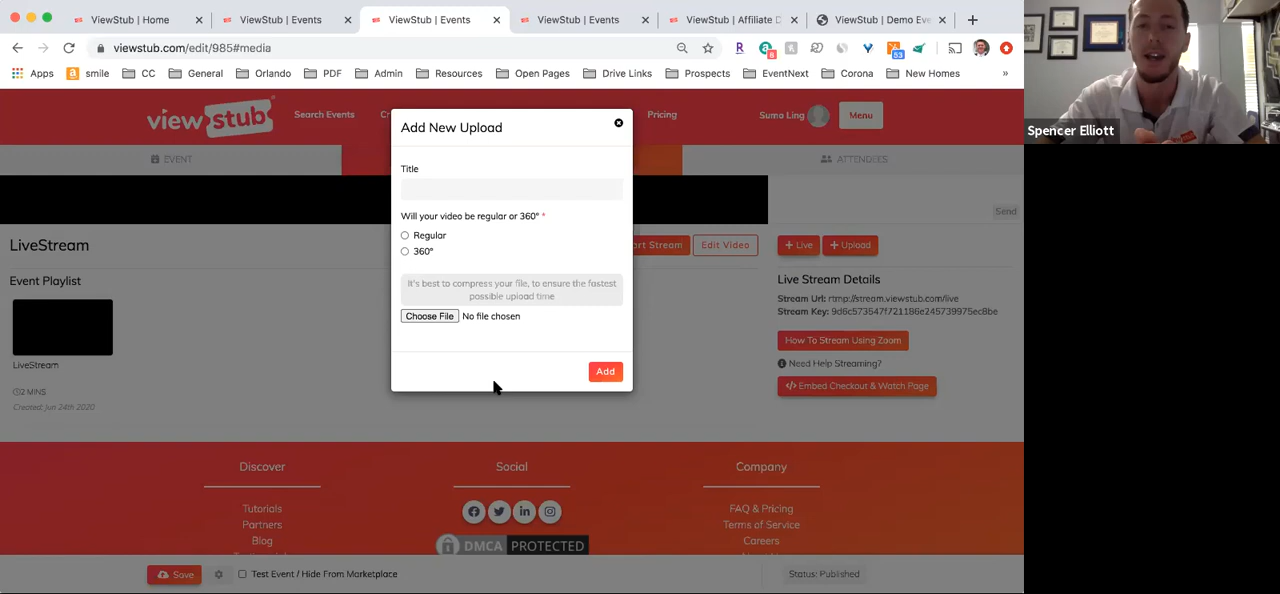 ViewStub | Home
ViewStub | Events
ViewStub | Events
ViewStub | Events
ViewStub | Affiliate D
ViewStub | Demo Eve
viewstub.com/edit/985#media
Apps
smile
CC
General
Orlando
PDF
Admin
Resources
Open Pages
Drive Links
Prospects
EventNext
Corona
New Homes
view stub
Search Events
Pricing
Sumo Ling
Menu
EVENT
ATTENDEES
Add New Upload
Title
Will your video be regular or 360° *
Regular
360°
It's best to compress your file, to ensure the fastest
possible upload time
Choose File No file chosen
Add
Send
LiveStream
art Stream
Edit Video
+ Live
+ Upload
Event Playlist
LiveStream
2 MINS
Created: Jun 24th 2020
Live Stream Details
Stream Url: rtmp://stream.viewstub.com/live
Stream Key: 9d6c573547f721186e245739975ec8be
How To Stream Using Zoom
Need Help Streaming?
</> Embed Checkout & Watch Page
Discover
Social
Company
Tutorials
Partners
Blog
FAQ & Pricing
Terms of Service
Careers
DMCA PROTECTED
Save
Test Event / Hide From Marketplace
Status: Published
Spencer Elliott